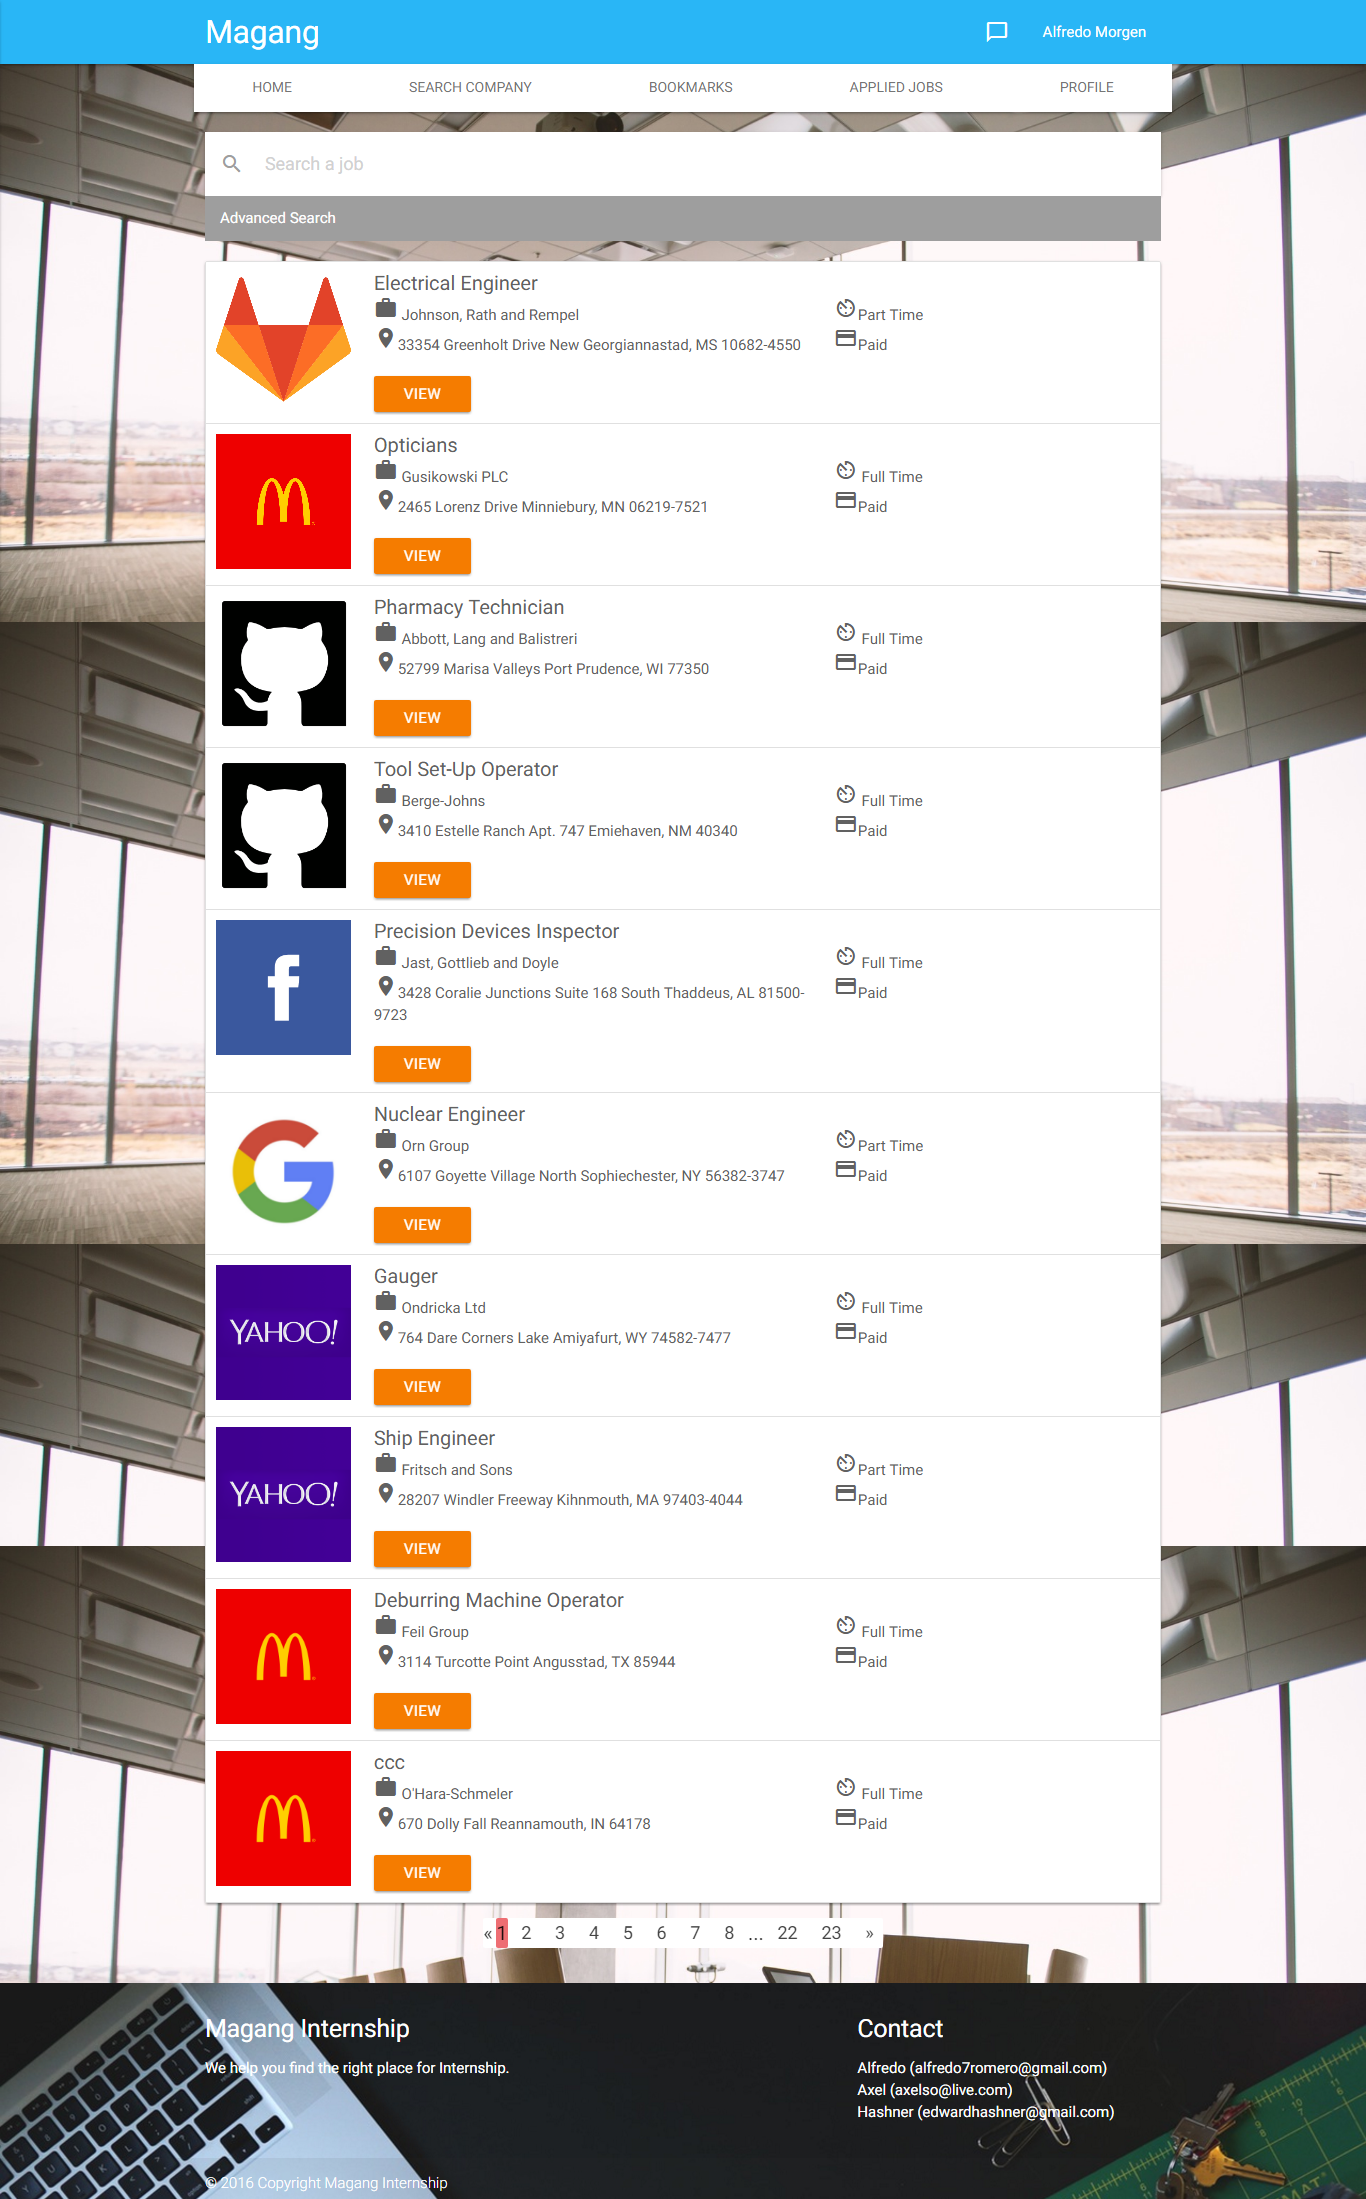 Magang
Alfredo Morgen
HOME
SEARCH COMPANY
BOOKMARKS
APPLIED JOBS
PROFILE
Search a job
Advanced Search
Electrical Engineer
Johnson, Rath and Rempel
Part Time
33354 Greenholt Drive New Georgiannastad, MS 10682-4550
Paid
VIEW
Opticians
Gusikowski PLC
Full Time
2465 Lorenz Drive Minniebury, MN 06219-7521
Paid
VIEW
Pharmacy Technician
Abbott, Lang and Balistreri
Full Time
52799 Marisa Valleys Port Prudence, WI 77350
Paid
VIEW
Tool Set-Up Operator
Berge-Johns
Full Time
3410 Estelle Ranch Apt. 747 Emiehaven, NM 40340
Paid
VIEW
Precision Devices Inspector
Jast, Gottlieb and Doyle
Full Time
3428 Coralie Junctions Suite 168 South Thaddeus, AL 81500-
9723
Paid
VIEW
Nuclear Engineer
Orn Group
Part Time
6107 Goyette Village North Sophiechester, NY 56382-3747
Paid
VIEW
YAHOO!
Gauger
Ondricka Ltd
Full Time
764 Dare Corners Lake Amiyafurt, WY 74582-7477
Paid
VIEW
YAHOO!
Ship Engineer
Fritsch and Sons
Part Time
28207 Windler Freeway Kihnmouth, MA 97403-4044
Paid
VIEW
Deburring Machine Operator
Feil Group
Full Time
3114 Turcotte Point Angusstad, TX 85944
Paid
VIEW
ccc
O'Hara-Schmeler
Full Time
670 Dolly Fall Reannamouth, IN 64178
Paid
VIEW
« 1 2 3 4 5 6 7 8 ... 22 23 »
Magang Internship
We help you find the right place for Internship.
Contact
Alfredo (alfredo7romero@gmail.com)
Axel (axelso@live.com)
Hashner (edwardhashner@gmail.com)
© 2016 Copyright Magang Internship